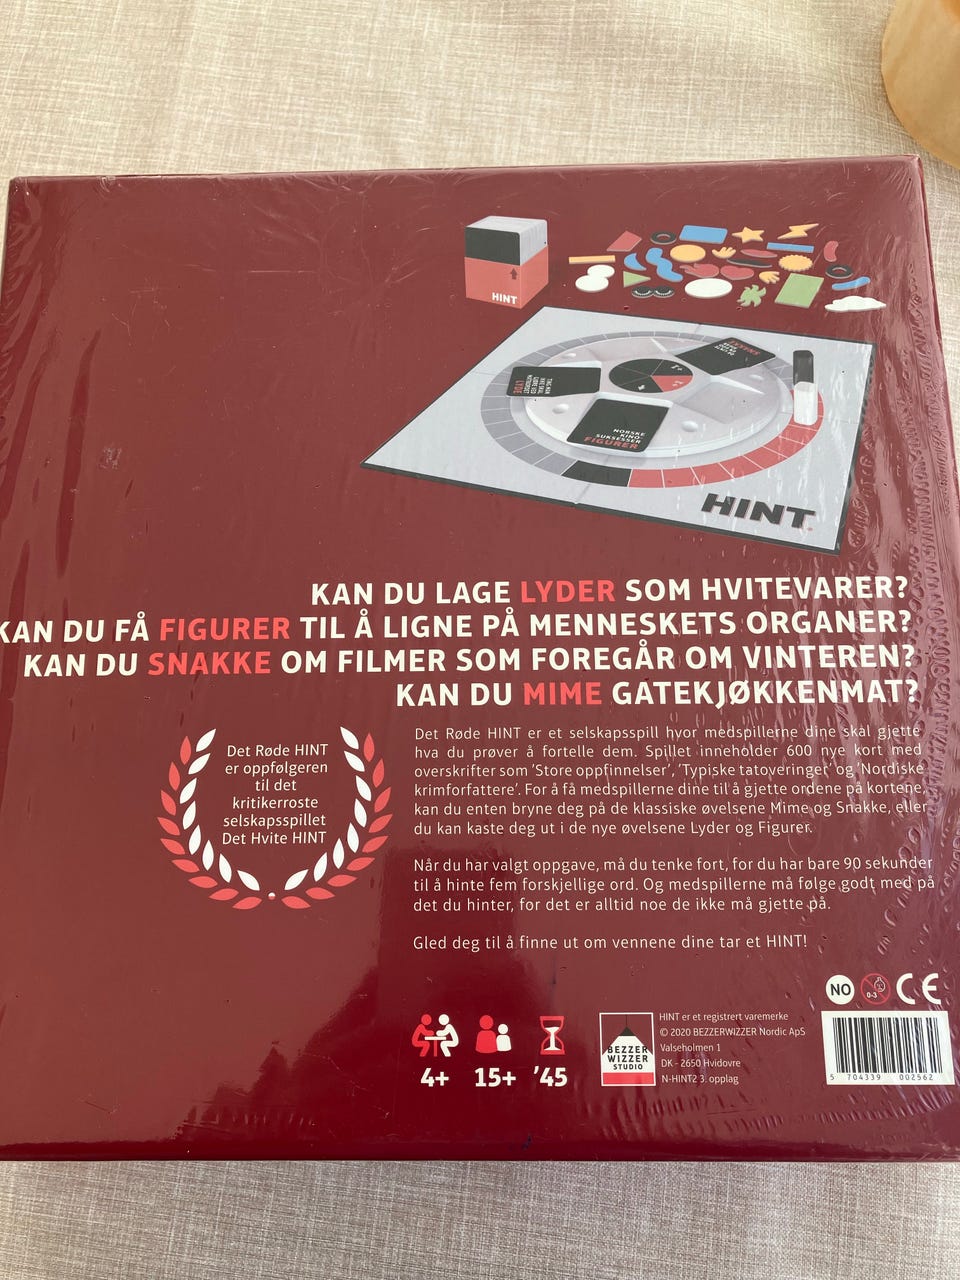 HINT
LYDER
TING MAN
IKKE SKAL
GJØRE VED
FIGURER
NORSKE
KINO-
SUKSESSER
HINT
KAN DU LAGE LYDER SOM HVITEVARER?
KAN DU FÅ FIGURER TIL Å LIGNE PÅ MENNESKETS ORGANER?
KAN DU SNAKKE OM FILMER SOM FOREGÅR OM VINTEREN?
KAN DU MIME GATEKJØKKENMAT?
Det Røde HINT
er oppfølgeren
til det
kritikerroste
selskapsspillet
Det Hvite HINT
Det Røde HINT er et selskapsspill hvor medspillerne dine skal gjette
hva du prøver å fortelle dem. Spillet inneholder 600 nye kort med
overskrifter som 'Store oppfinnelser', 'Typiske tatoveringer' og 'Nordiske
krimforfattere'. For å få medspillerne dine til å gjette ordene på kortene,
kan du enten bryne deg på de klassiske øvelsene Mime og Snakke, eller
du kan kaste deg ut i de nye øvelsene Lyder og Figurer.
Når du har valgt oppgave, må du tenke fort, for du har bare 90 sekunder
til å hinte fem forskjellige ord. Og medspillerne må følge godt med på
det du hinter, for det er alltid noe de ikke må gjette på.
Gled deg til å finne ut om vennene dine tar et HINT!
NO
0-3
CE
4+ 15+ '45
BEZZER
WIZZER
STUDIO
HINT er et registrert varemerke
© 2020 BEZZERWIZZER Nordic ApS
Valseholmen 1
DK - 2650 Hvidovre
N-HINT2 3. opplag
5 704339 002562